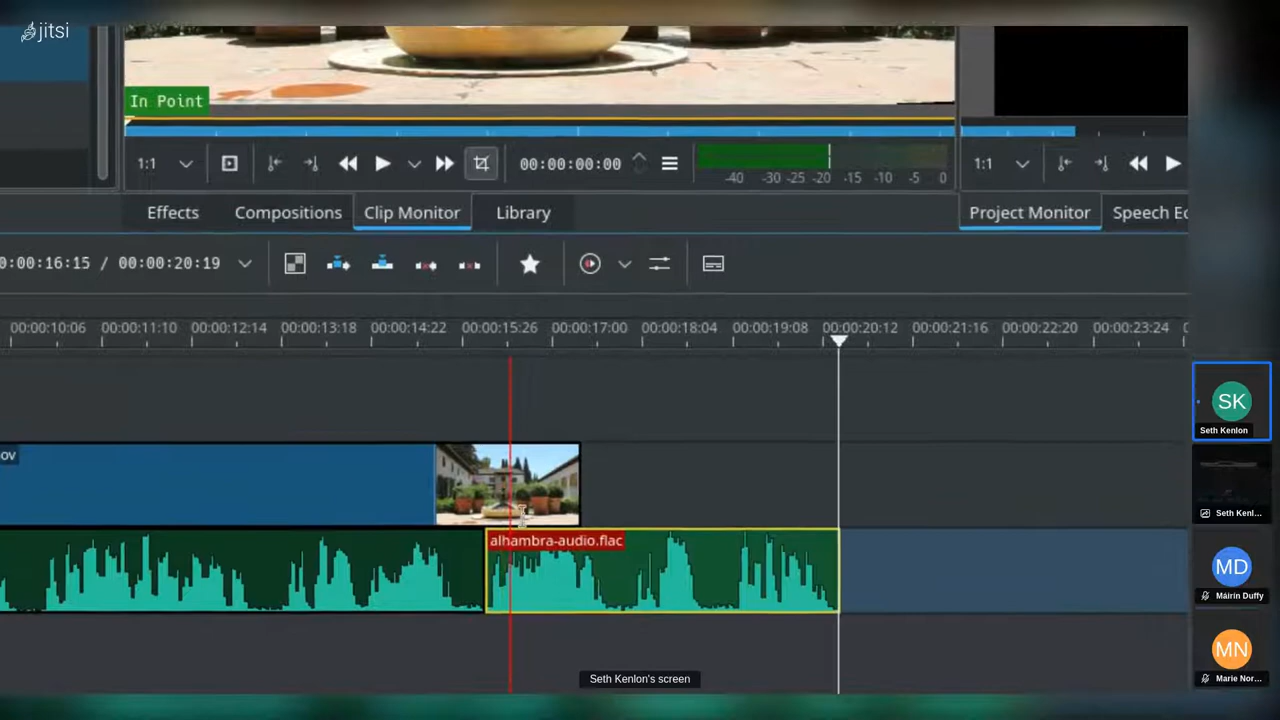 jitsi
In Point
1:1
00:00:00:00
-40 -30 -25 -20 -15 -10 -5 0
1:1
Effects
Compositions
Clip Monitor
Library
Project Monitor
Speech Ec
0:00:16:15 / 00:00:20:19
00:00:10:06 00:00:11:10 00:00:12:14 00:00:13:18 00:00:14:22 00:00:15:26 00:00:17:00 00:00:18:04 00:00:19:08 00:00:20:12 00:00:21:16 00:00:22:20 00:00:23:24
SK
Seth Kenlon
ov
Seth Kenl...
alhambra-audio.flac
MD
Máirín Duffy
MN
Marie Nor...
Seth Kenlon's screen